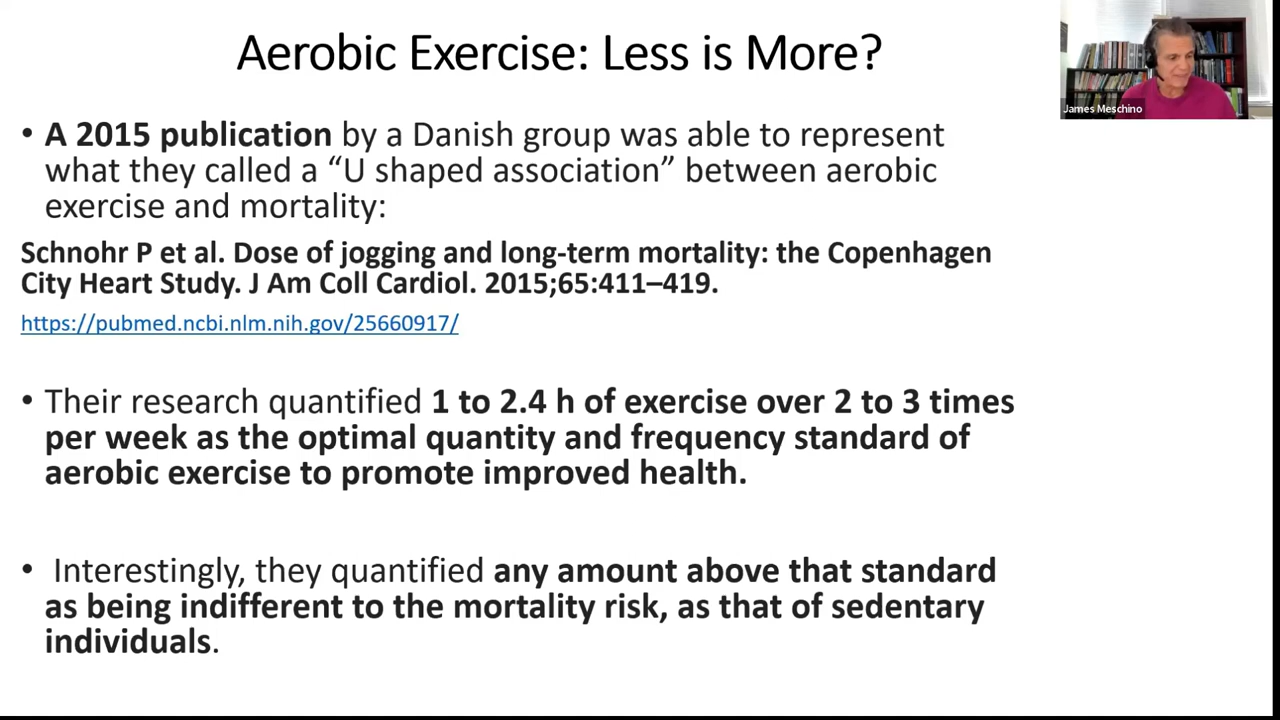 Aerobic Exercise: Less is More?
James Meschino
• A 2015 publication by a Danish group was able to represent
what they called a “U shaped association” between aerobic
exercise and mortality:
Schnohr P et al. Dose of jogging and long-term mortality: the Copenhagen
City Heart Study. J Am Coll Cardiol. 2015;65:411–419.
https://pubmed.ncbi.nlm.nih.gov/25660917/
• Their research quantified 1 to 2.4 h of exercise over 2 to 3 times
per week as the optimal quantity and frequency standard of
aerobic exercise to promote improved health.
• Interestingly, they quantified any amount above that standard
as being indifferent to the mortality risk, as that of sedentary
individuals.